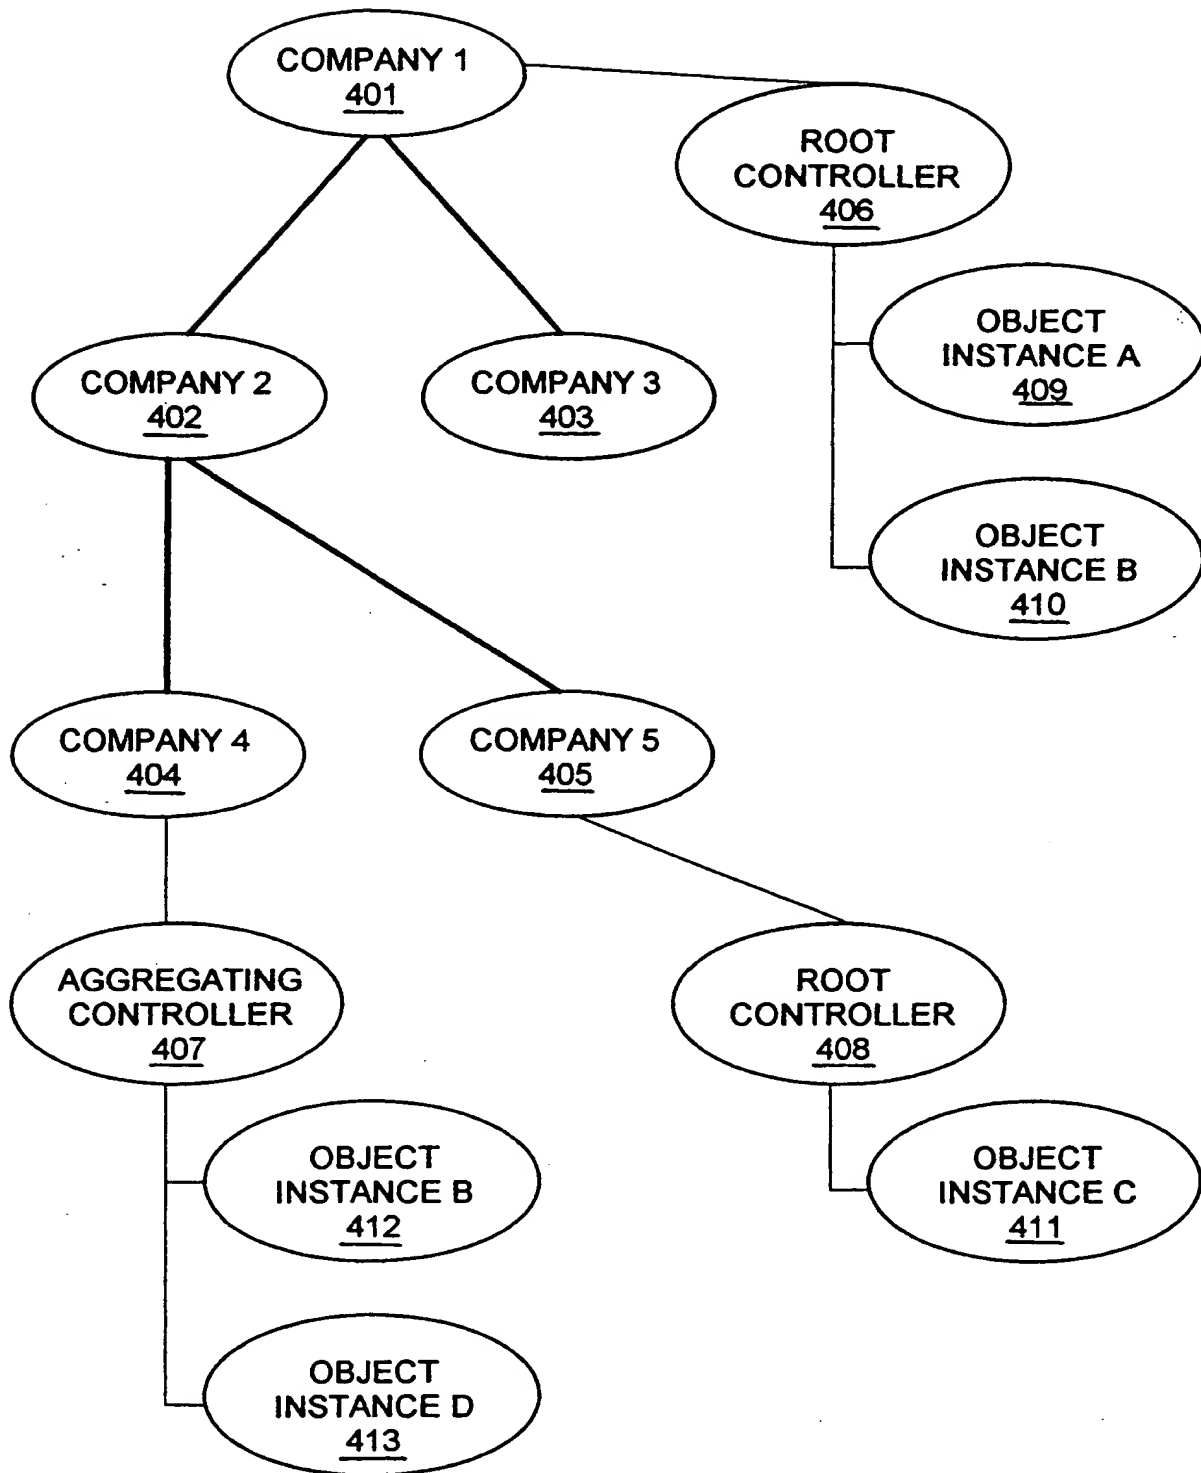 COMPANY 1
401
ROOT
CONTROLLER
406
OBJECT
INSTANCE A
409
COMPANY 2
402
COMPANY 3
403
OBJECT
INSTANCE B
410
COMPANY 4
404
COMPANY 5
405
AGGREGATING
CONTROLLER
407
ROOT
CONTROLLER
408
OBJECT
INSTANCE B
412
OBJECT
INSTANCE C
411
OBJECT
INSTANCE D
413